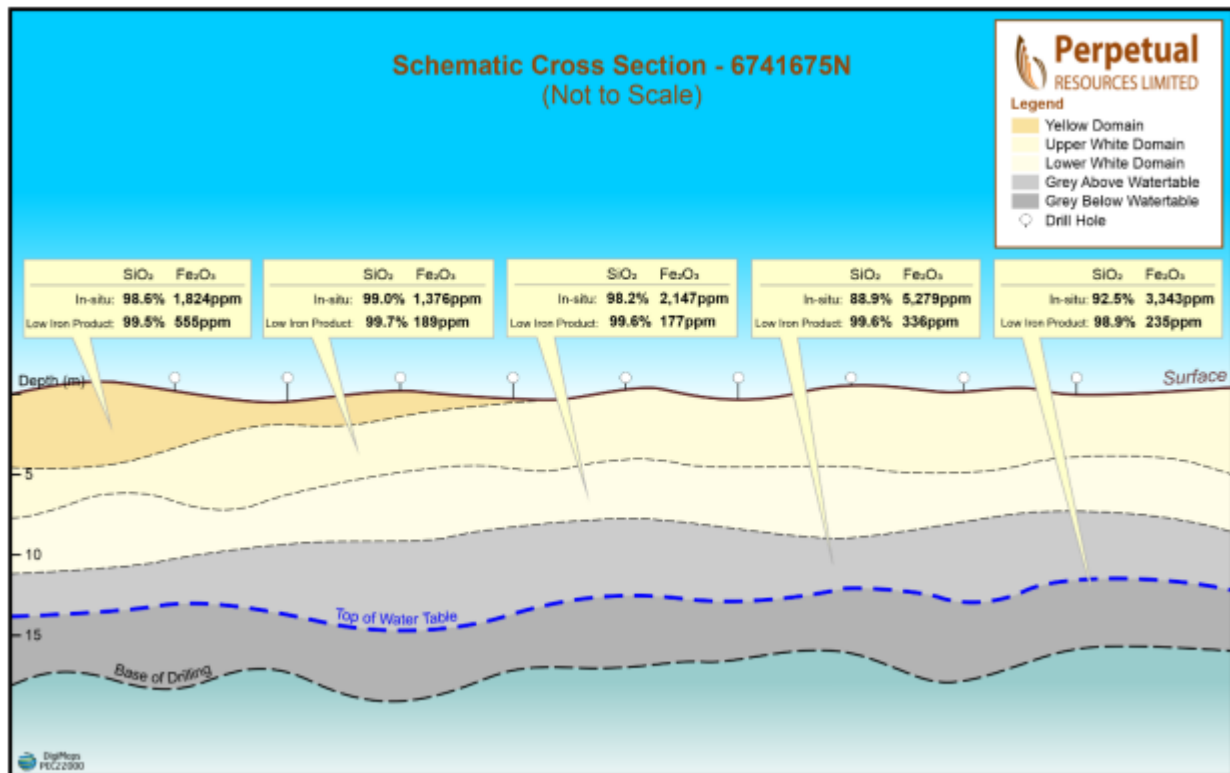 Schematic Cross Section - 6741675N
(Not to Scale)
Perpetual
RESOURCES LIMITED
Legend
Yellow Domain
Upper White Domain
Lower White Domain
Grey Above Watertable
Grey Below Watertable
Drill Hole
SiO₂ Fe₂O₃
In-situ: 98.6% 1,824ppm
Low Iron Product: 99.5% 555ppm
SiO₂ Fe₂O₃
In-situ: 99.0% 1,376ppm
Low Iron Product: 99.7% 189ppm
SiO₂ Fe₂O₃
In-situ: 98.2% 2,147ppm
Low Iron Product: 99.6% 177ppm
SiO₂ Fe₂O₃
In-situ: 88.9% 5,279ppm
Low Iron Product: 99.6% 336ppm
SiO₂ Fe₂O₃
In-situ: 92.5% 3,343ppm
Low Iron Product: 98.9% 235ppm
Depth (m)
Surface
5
10
Top of Water Table
15
Base of Drilling
DigiMaps
PEC22000